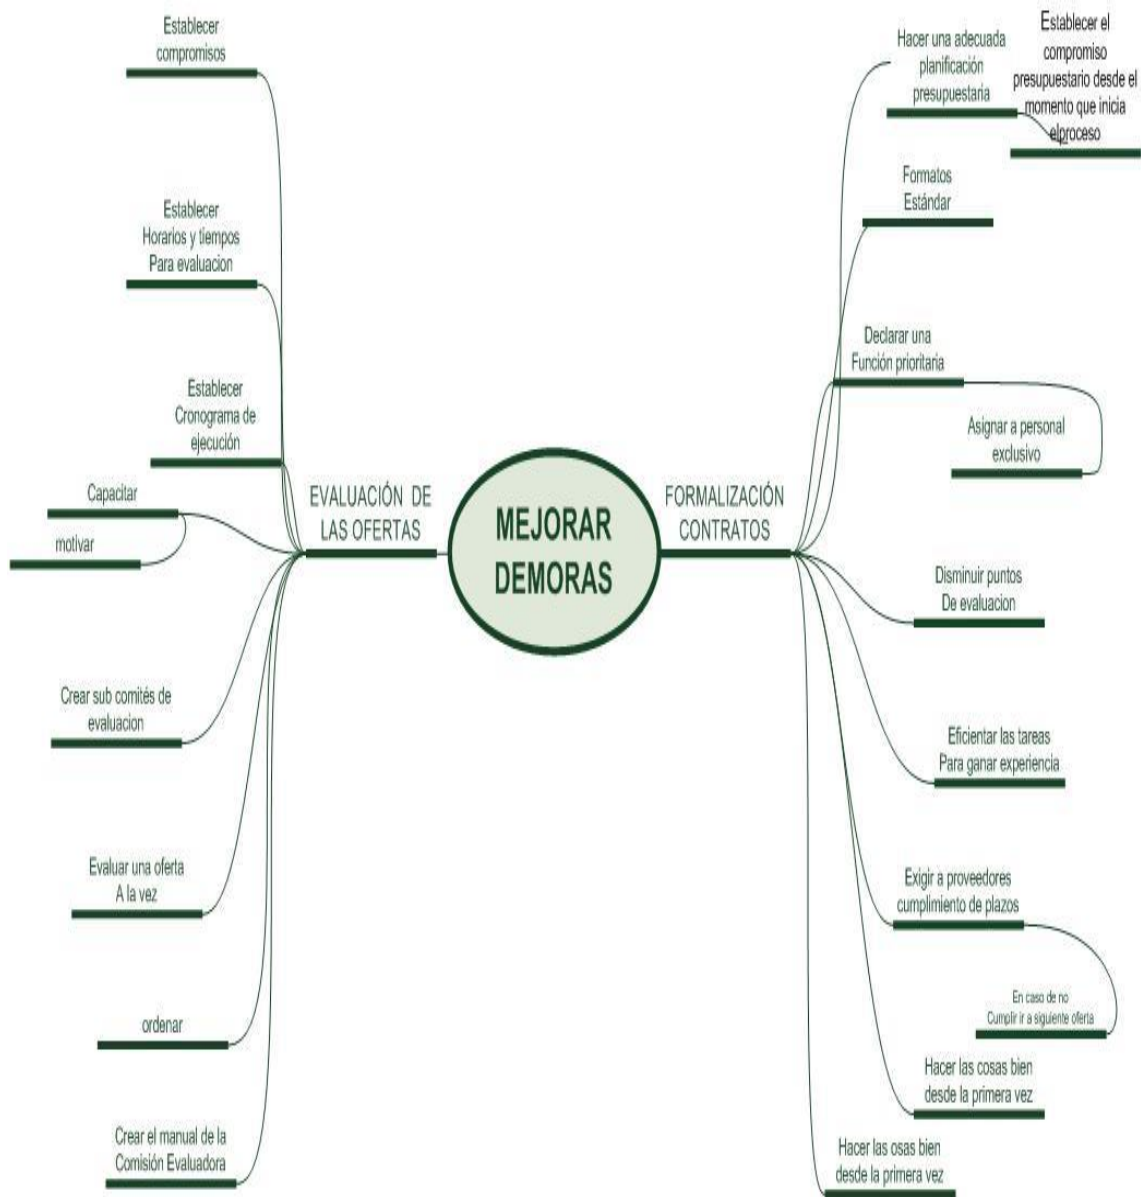 MEJORAR
DEMORAS
EVALUACIÓN DE
LAS OFERTAS
Establecer
compromisos
Establecer
Horarios y tiempos
Para evaluacion
Establecer
Cronograma de
ejecución
Capacitar
motivar
Crear sub comités de
evaluacion
Evaluar una oferta
A la vez
ordenar
Crear el manual de la
Comisión Evaluadora
FORMALIZACIÓN
CONTRATOS
Hacer una adecuada
planificación
presupuestaria
Establecer el
compromiso
presupuestario desde el
momento que inicia
elproceso
Formatos
Estándar
Declarar una
Función prioritaria
Asignar a personal
exclusivo
Disminuir puntos
De evaluacion
Eficientar las tareas
Para ganar experiencia
Exigir a proveedores
cumplimiento de plazos
En caso de no
Cumplir ir a siguiente oferta
Hacer las cosas bien
desde la primera vez
Hacer las osas bien
desde la primera vez